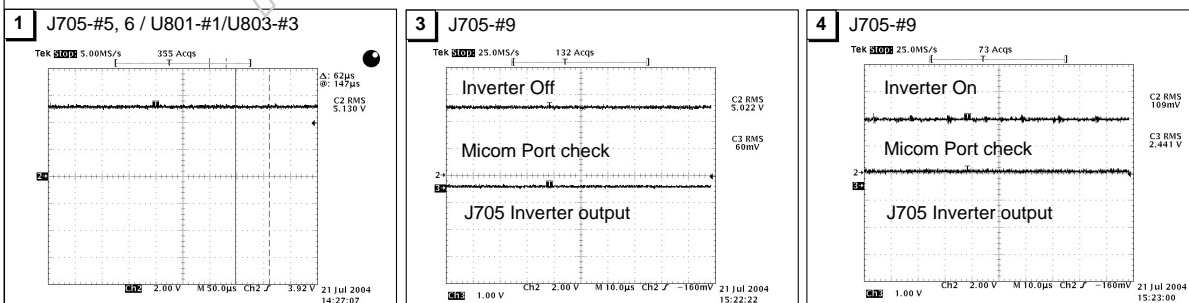 1 J705-#5, 6 / U801-#1/U803-#3
Tek Stop: 5.00MS/s 355 Acqs
Δ: 62µs
@: 147µs
C2 RMS
5.130 V
2→
Ch2 2.00 V M 50.0µs Ch2 ƒ 3.92 V
21 Jul 2004
14:27:07
3 J705-#9
Tek Stop: 25.0MS/s 132 Acqs
Inverter Off
C2 RMS
5.022 V
C3 RMS
60mV
Micom Port check
2→
3→
J705 Inverter output
Ch2 2.00 V M 10.0µs Ch2 ƒ -160mV
Ch3 1.00 V
21 Jul 2004
15:22:22
4 J705-#9
Tek Stop: 25.0MS/s 73 Acqs
Inverter On
C2 RMS
109mV
C3 RMS
2.441 V
Micom Port check
2→
3→
J705 Inverter output
Ch2 2.00 V M 10.0µs Ch2 ƒ -160mV
Ch3 1.00 V
21 Jul 2004
15:23:00